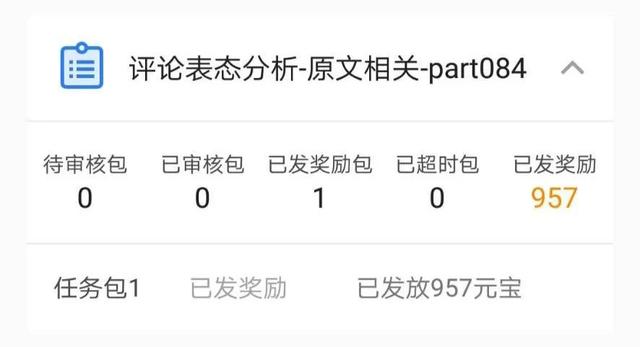 评论表态分析-原文相关-part084
待审核包 已审核包 已发奖励包 已超时包 已发奖励
0 0 1 0 957
任务包1 已发奖励 已发放957元宝